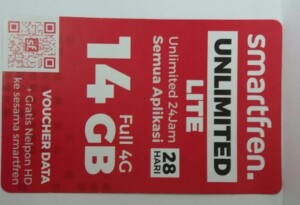 smartfren.
UNLIMITED
LITE
Unlimited 24Jam
Semua Aplikasi
28
HARI
14 GB
Full 4G
sf.
VOUCHER DATA
+ Gratis Nelpon HD
ke sesama smartfren